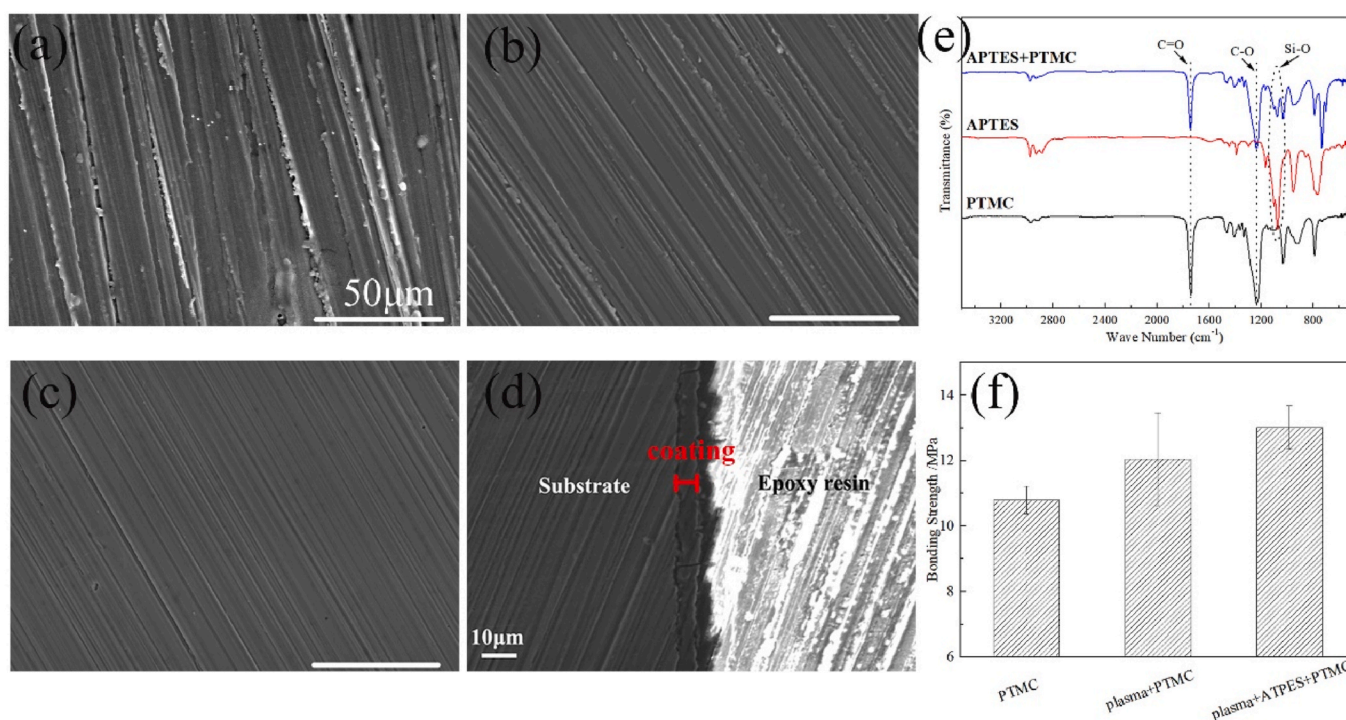 (a)
50μm
(b)
(c)
(d)
coating
Substrate
Epoxy resin
10μm
(e)
C=O
C-O
Si-O
APTES+PTMC
APTES
PTMC
Transmittance (%)
3200 2800 2400 2000 1600 1200 800
Wave Number (cm⁻¹)
(f)
Bonding Strength /MPa
14
12
10
8
6
PTMC
plasma+PTMC
plasma+ATPES+PTMC